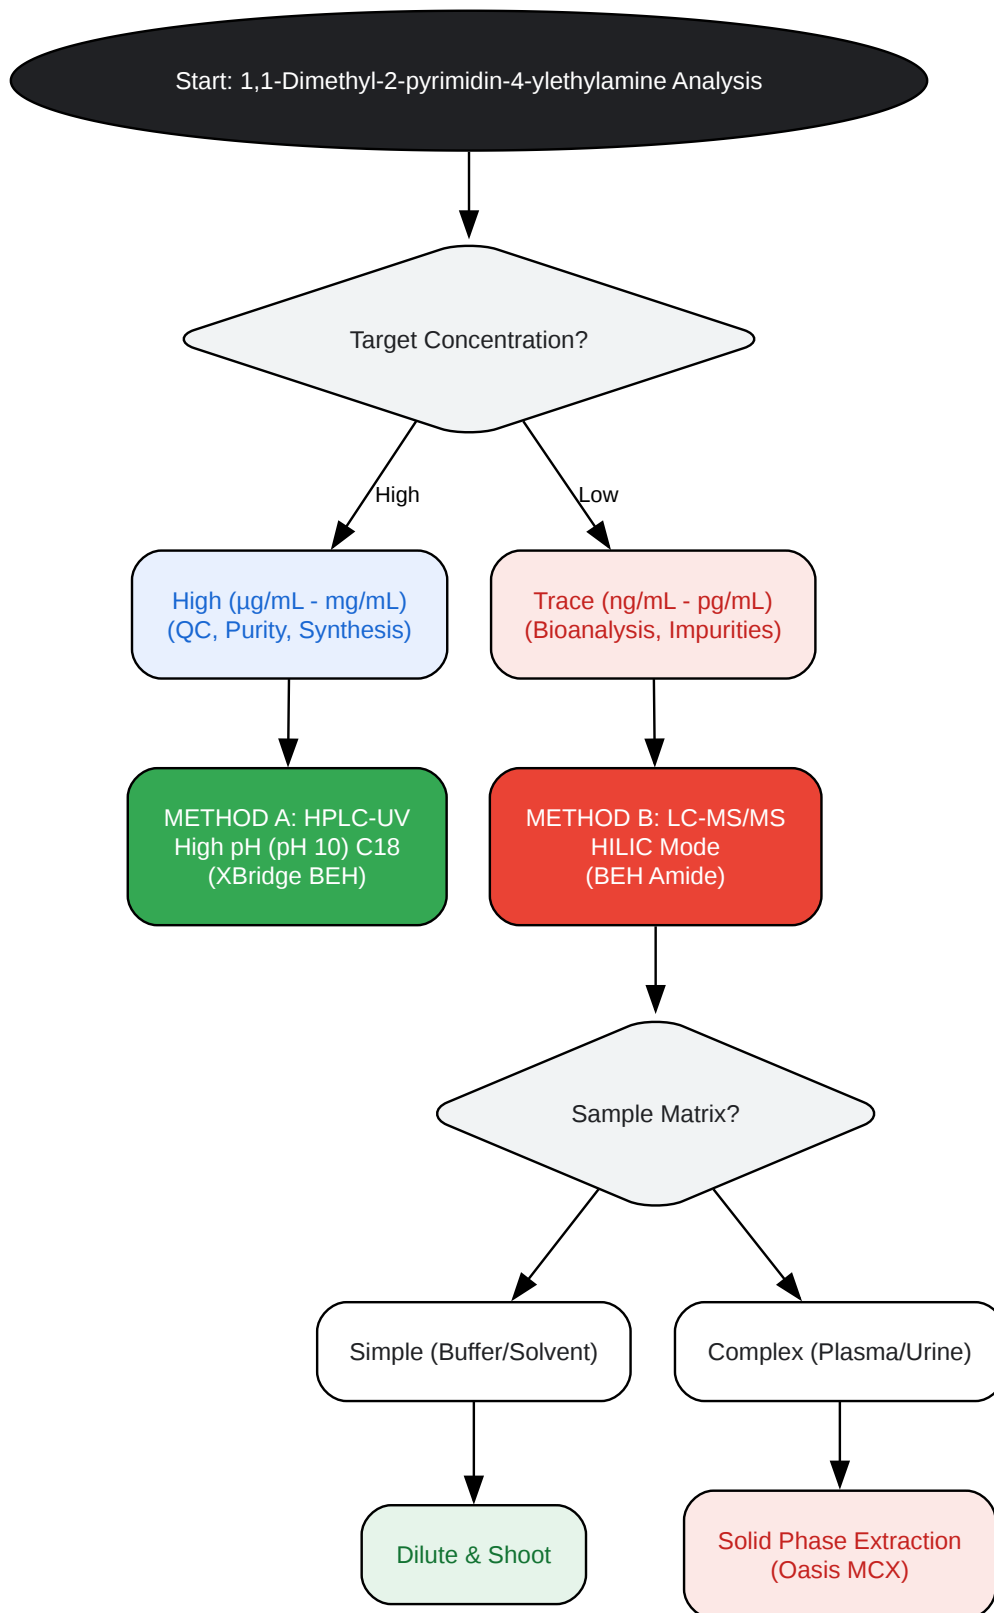 Start: 1,1-Dimethyl-2-pyrimidin-4-ylethylamine Analysis
Target Concentration?
High
Low
High (µg/mL - mg/mL)
(QC, Purity, Synthesis)
Trace (ng/mL - pg/mL)
(Bioanalysis, Impurities)
METHOD A: HPLC-UV
High pH (pH 10) C18
(XBridge BEH)
METHOD B: LC-MS/MS
HILIC Mode
(BEH Amide)
Sample Matrix?
Simple (Buffer/Solvent)
Complex (Plasma/Urine)
Dilute & Shoot
Solid Phase Extraction
(Oasis MCX)